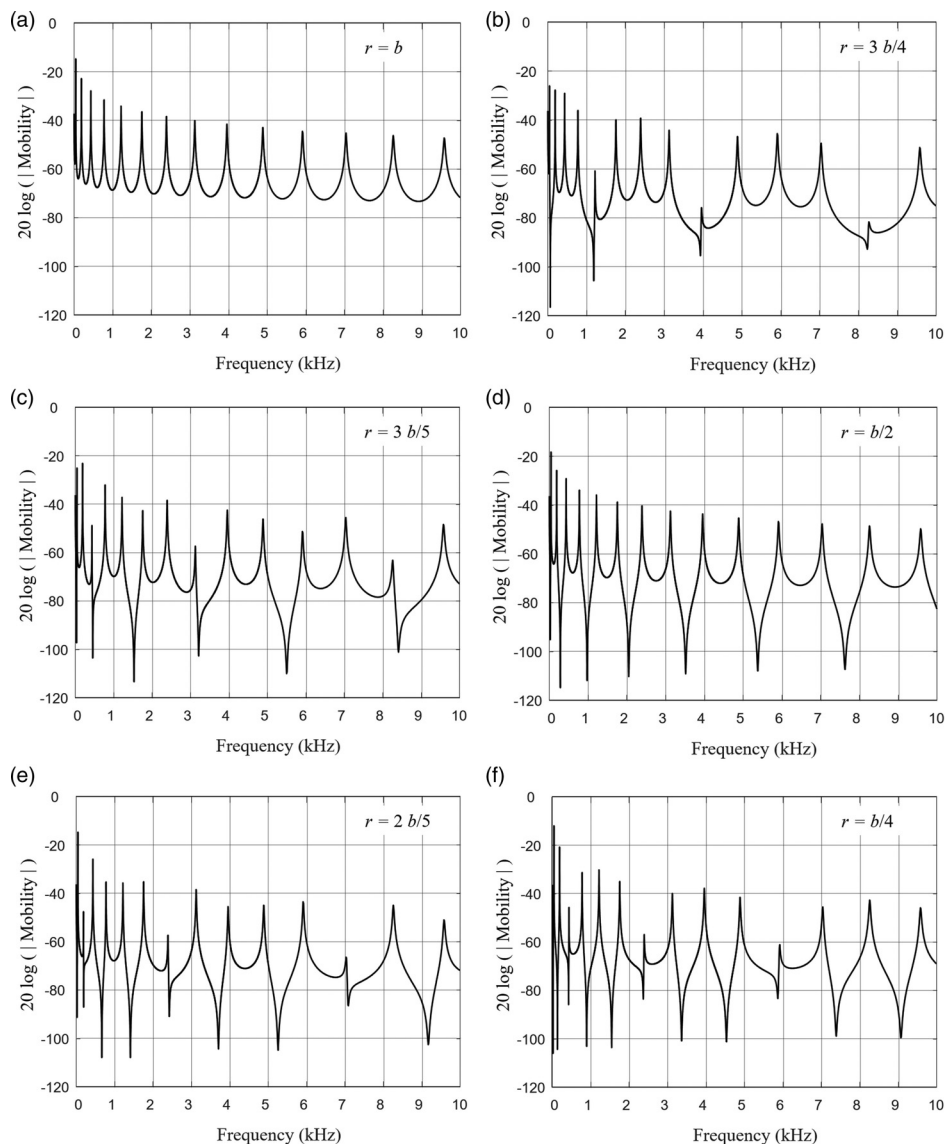 (a)
0
-20
-40
-60
-80
-100
-120
20 log ( | Mobility | )
r = b
0 1 2 3 4 5 6 7 8 9 10
Frequency (kHz)
(b)
0
-20
-40
-60
-80
-100
-120
20 log ( | Mobility | )
r = 3 b/4
0 1 2 3 4 5 6 7 8 9 10
Frequency (kHz)
(c)
0
-20
-40
-60
-80
-100
-120
20 log ( | Mobility | )
r = 3 b/5
0 1 2 3 4 5 6 7 8 9 10
Frequency (kHz)
(d)
0
-20
-40
-60
-80
-100
-120
20 log ( | Mobility | )
r = b/2
0 1 2 3 4 5 6 7 8 9 10
Frequency (kHz)
(e)
0
-20
-40
-60
-80
-100
-120
20 log ( | Mobility | )
r = 2 b/5
0 1 2 3 4 5 6 7 8 9 10
Frequency (kHz)
(f)
0
-20
-40
-60
-80
-100
-120
20 log ( | Mobility | )
r = b/4
0 1 2 3 4 5 6 7 8 9 10
Frequency (kHz)